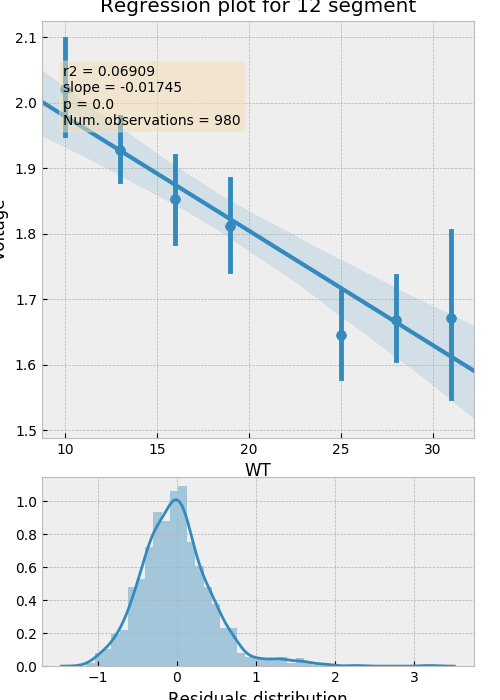 Regression plot for 12 segment
2.1
2.0
1.9
1.8
1.7
1.6
1.5
r2 = 0.06909
slope = -0.01745
p = 0.0
Num. observations = 980
Voltage
10 15 20 25 30
WT
1.0
0.8
0.6
0.4
0.2
0.0
−1 0 1 2 3
Residuals distribution